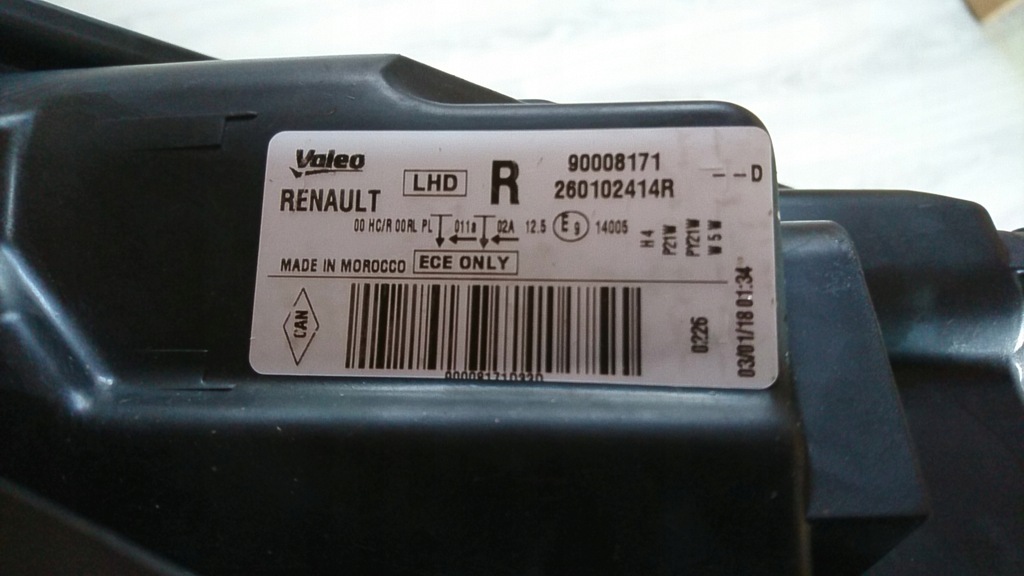 Valeo
RENAULT
LHD
R
90008171
260102414R
-- D
00 HC/R 00RL PL 011a 02A 12.5 E9 14005
H4
P21W
PY21W
W5W
MADE IN MOROCCO
ECE ONLY
CAN
0226
03/01/18 01:34